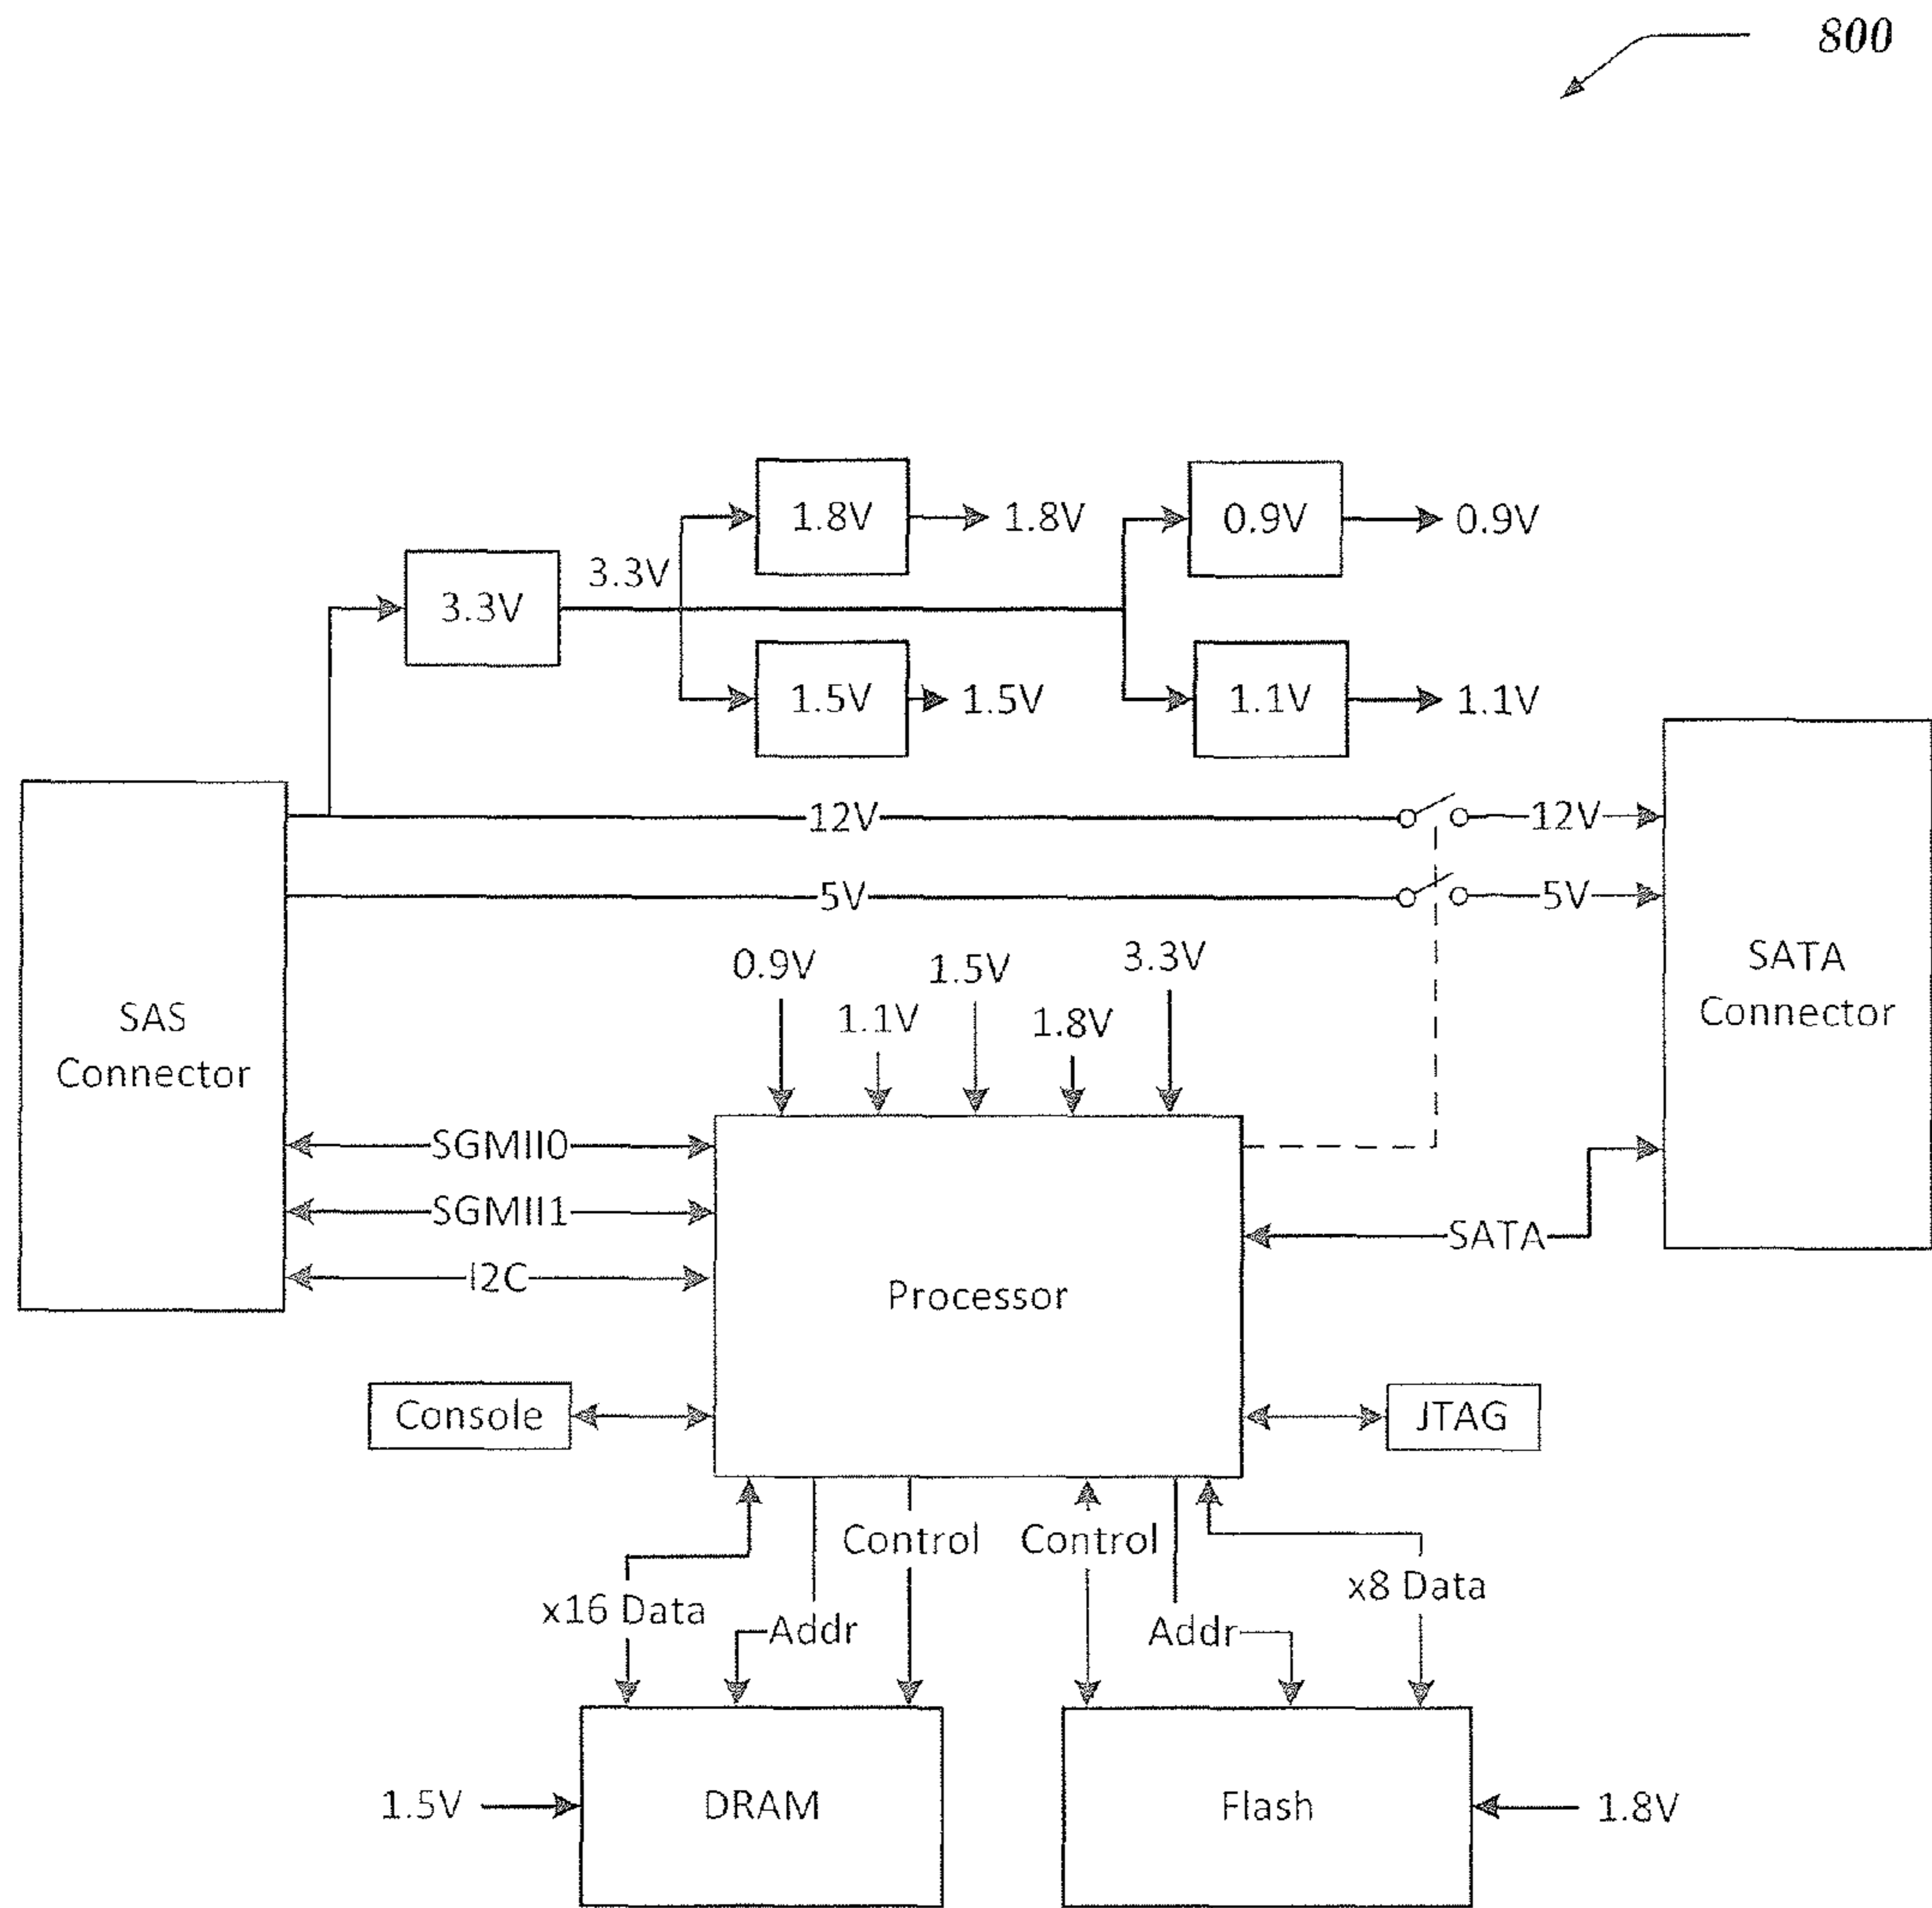 800
1.8V
1.8V
0.9V
0.9V
3.3V
3.3V
1.5V
1.5V
1.1V
1.1V
12V
12V
5V
5V
SAS
Connector
SATA
Connector
0.9V
1.1V
1.5V
1.8V
3.3V
SGMII0
SGMII1
I2C
SATA
Processor
Console
JTAG
Control
Control
x16 Data
Addr
Addr
x8 Data
1.5V
DRAM
Flash
1.8V